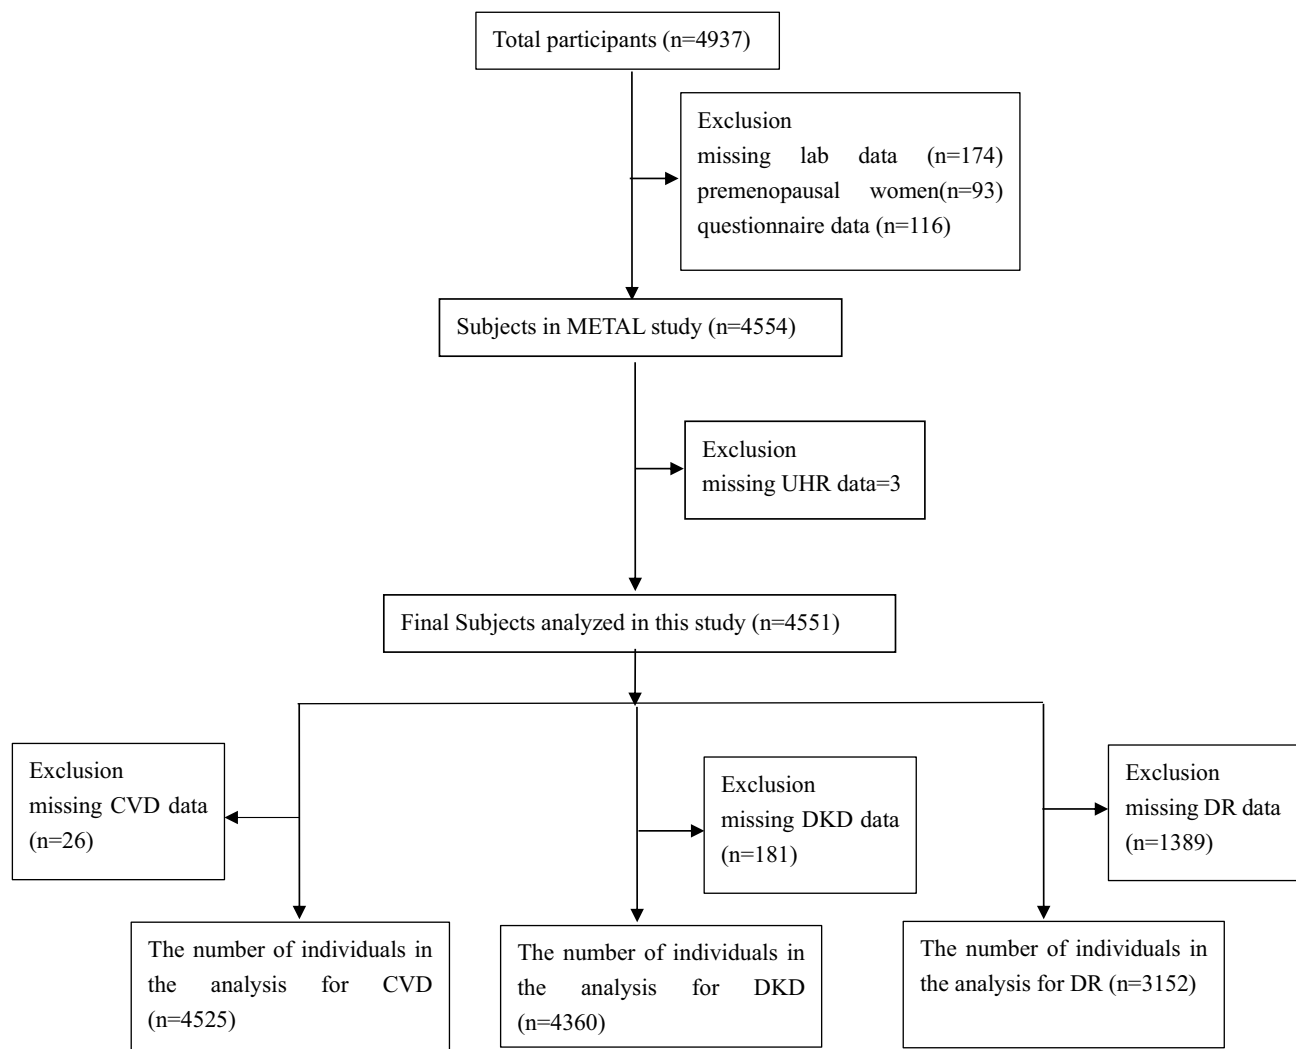 Total participants (n=4937)
Exclusion
missing lab data (n=174)
premenopausal women(n=93)
questionnaire data (n=116)
Subjects in METAL study (n=4554)
Exclusion
missing UHR data=3
Final Subjects analyzed in this study (n=4551)
Exclusion
missing CVD data
(n=26)
Exclusion
missing DKD data
(n=181)
Exclusion
missing DR data
(n=1389)
The number of individuals in
the analysis for CVD
(n=4525)
The number of individuals in
the analysis for DKD
(n=4360)
The number of individuals in
the analysis for DR (n=3152)